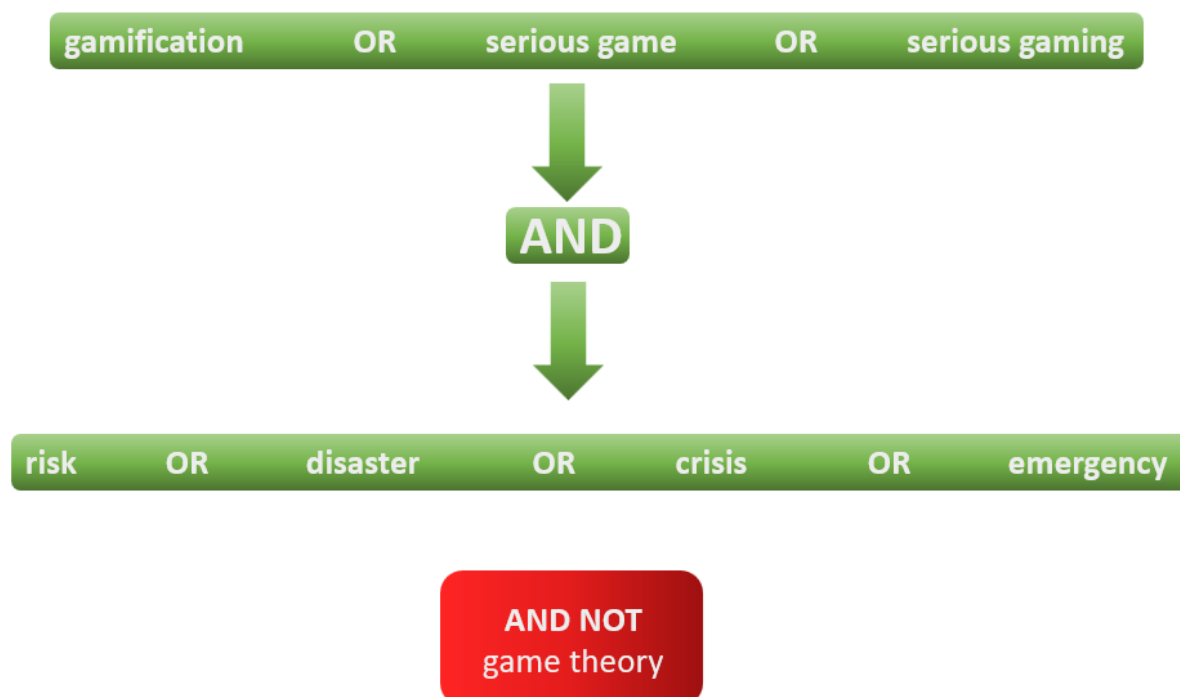 gamification OR serious game OR serious gaming
AND
risk OR disaster OR crisis OR emergency
AND NOT
game theory